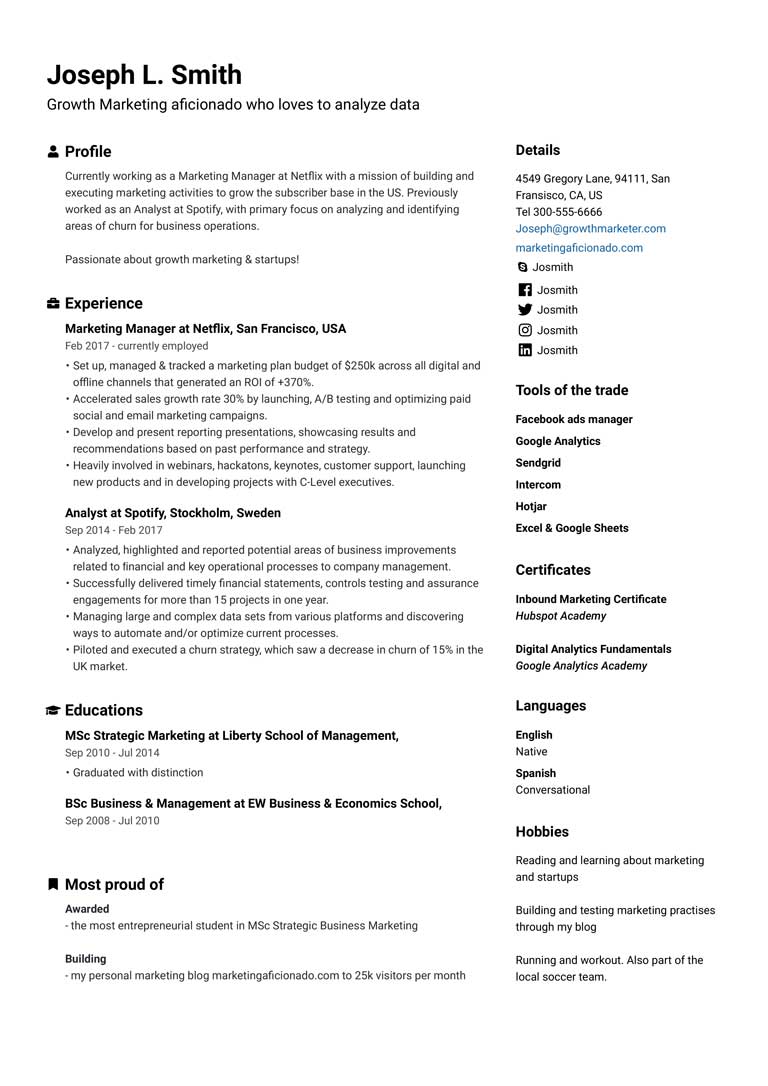 Joseph L. Smith
Growth Marketing aficionado who loves to analyze data
Profile
Currently working as a Marketing Manager at Netflix with a mission of building and
executing marketing activities to grow the subscriber base in the US. Previously
worked as an Analyst at Spotify, with primary focus on analyzing and identifying
areas of churn for business operations.
Passionate about growth marketing & startups!
Experience
Marketing Manager at Netflix, San Francisco, USA
Feb 2017 - currently employed
• Set up, managed & tracked a marketing plan budget of $250k across all digital and
offline channels that generated an ROI of +370%.
• Accelerated sales growth rate 30% by launching, A/B testing and optimizing paid
social and email marketing campaigns.
• Develop and present reporting presentations, showcasing results and
recommendations based on past performance and strategy.
• Heavily involved in webinars, hackatons, keynotes, customer support, launching
new products and in developing projects with C-Level executives.
Analyst at Spotify, Stockholm, Sweden
Sep 2014 - Feb 2017
• Analyzed, highlighted and reported potential areas of business improvements
related to financial and key operational processes to company management.
• Successfully delivered timely financial statements, controls testing and assurance
engagements for more than 15 projects in one year.
• Managing large and complex data sets from various platforms and discovering
ways to automate and/or optimize current processes.
• Piloted and executed a churn strategy, which saw a decrease in churn of 15% in the
UK market.
Educations
MSc Strategic Marketing at Liberty School of Management,
Sep 2010 - Jul 2014
• Graduated with distinction
BSc Business & Management at EW Business & Economics School,
Sep 2008 - Jul 2010
Most proud of
Awarded
- the most entrepreneurial student in MSc Strategic Business Marketing
Building
- my personal marketing blog marketingaficionado.com to 25k visitors per month
Details
4549 Gregory Lane, 94111, San
Fransisco, CA, US
Tel 300-555-6666
Joseph@growthmarketer.com
marketingaficionado.com
Josmith
Josmith
Josmith
Josmith
Josmith
Tools of the trade
Facebook ads manager
Google Analytics
Sendgrid
Intercom
Hotjar
Excel & Google Sheets
Certificates
Inbound Marketing Certificate
Hubspot Academy
Digital Analytics Fundamentals
Google Analytics Academy
Languages
English
Native
Spanish
Conversational
Hobbies
Reading and learning about marketing
and startups
Building and testing marketing practises
through my blog
Running and workout. Also part of the
local soccer team.